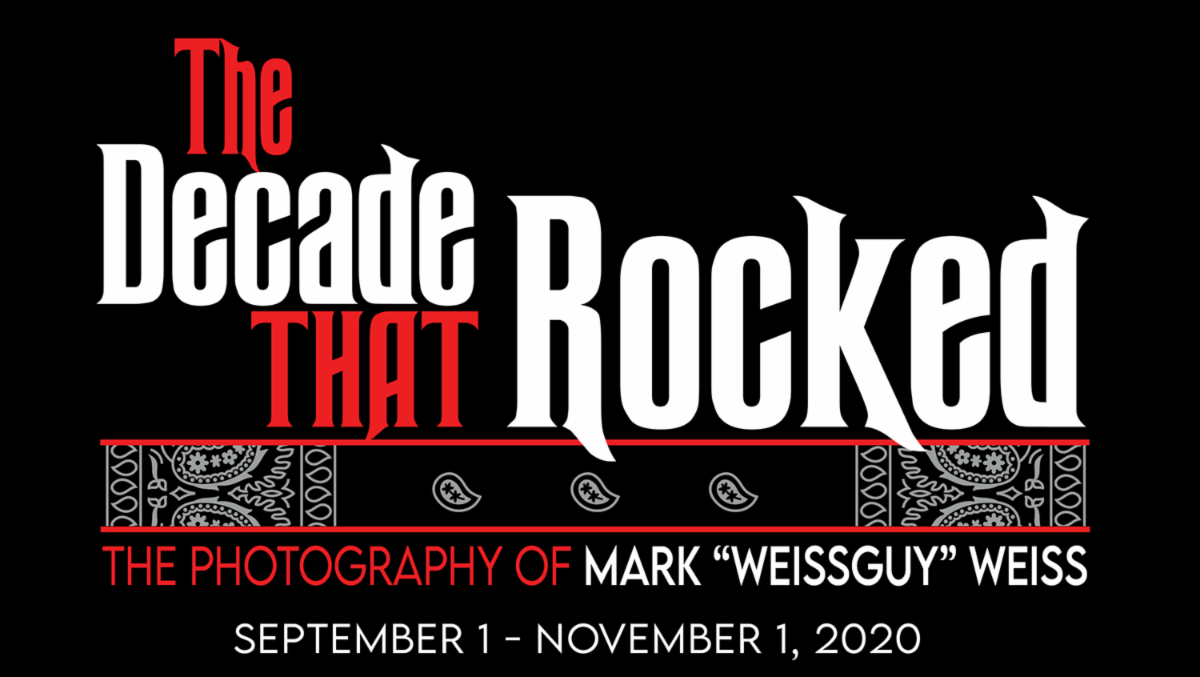 The
Decade
THAT Rocked
THE PHOTOGRAPHY OF MARK “WEISSGUY” WEISS
SEPTEMBER 1 - NOVEMBER 1, 2020